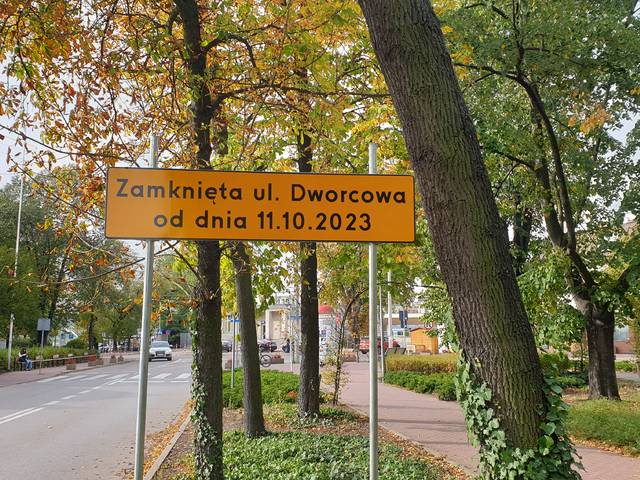 Zamknięta ul. Dworcowa
od dnia 11.10.2023